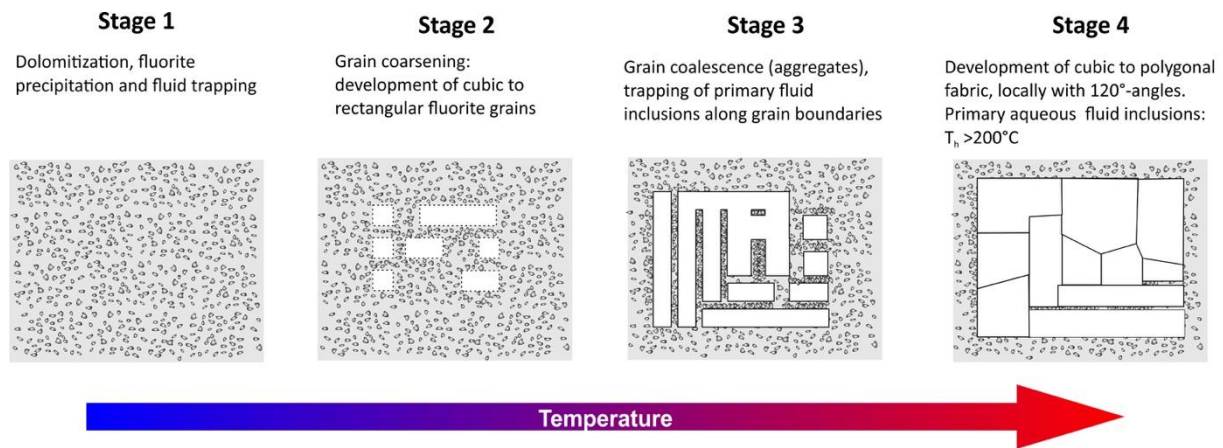 Stage 1
Dolomitization, fluorite
precipitation and fluid trapping
Stage 2
Grain coarsening:
development of cubic to
rectangular fluorite grains
Stage 3
Grain coalescence (aggregates),
trapping of primary fluid
inclusions along grain boundaries
Stage 4
Development of cubic to polygonal
fabric, locally with 120°-angles.
Primary aqueous fluid inclusions:
Th >200°C
Temperature